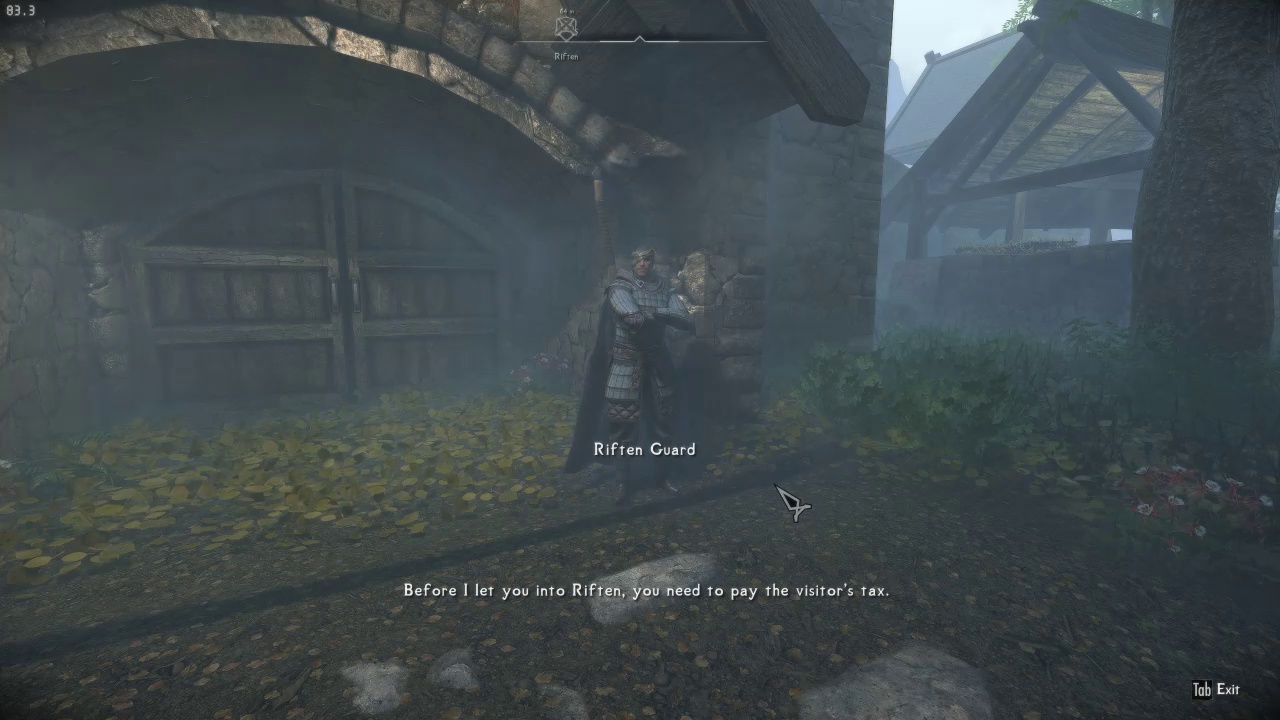 83.3
Riften
Riften Guard
Before I let you into Riften, you need to pay the visitor's tax.
Tab Exit